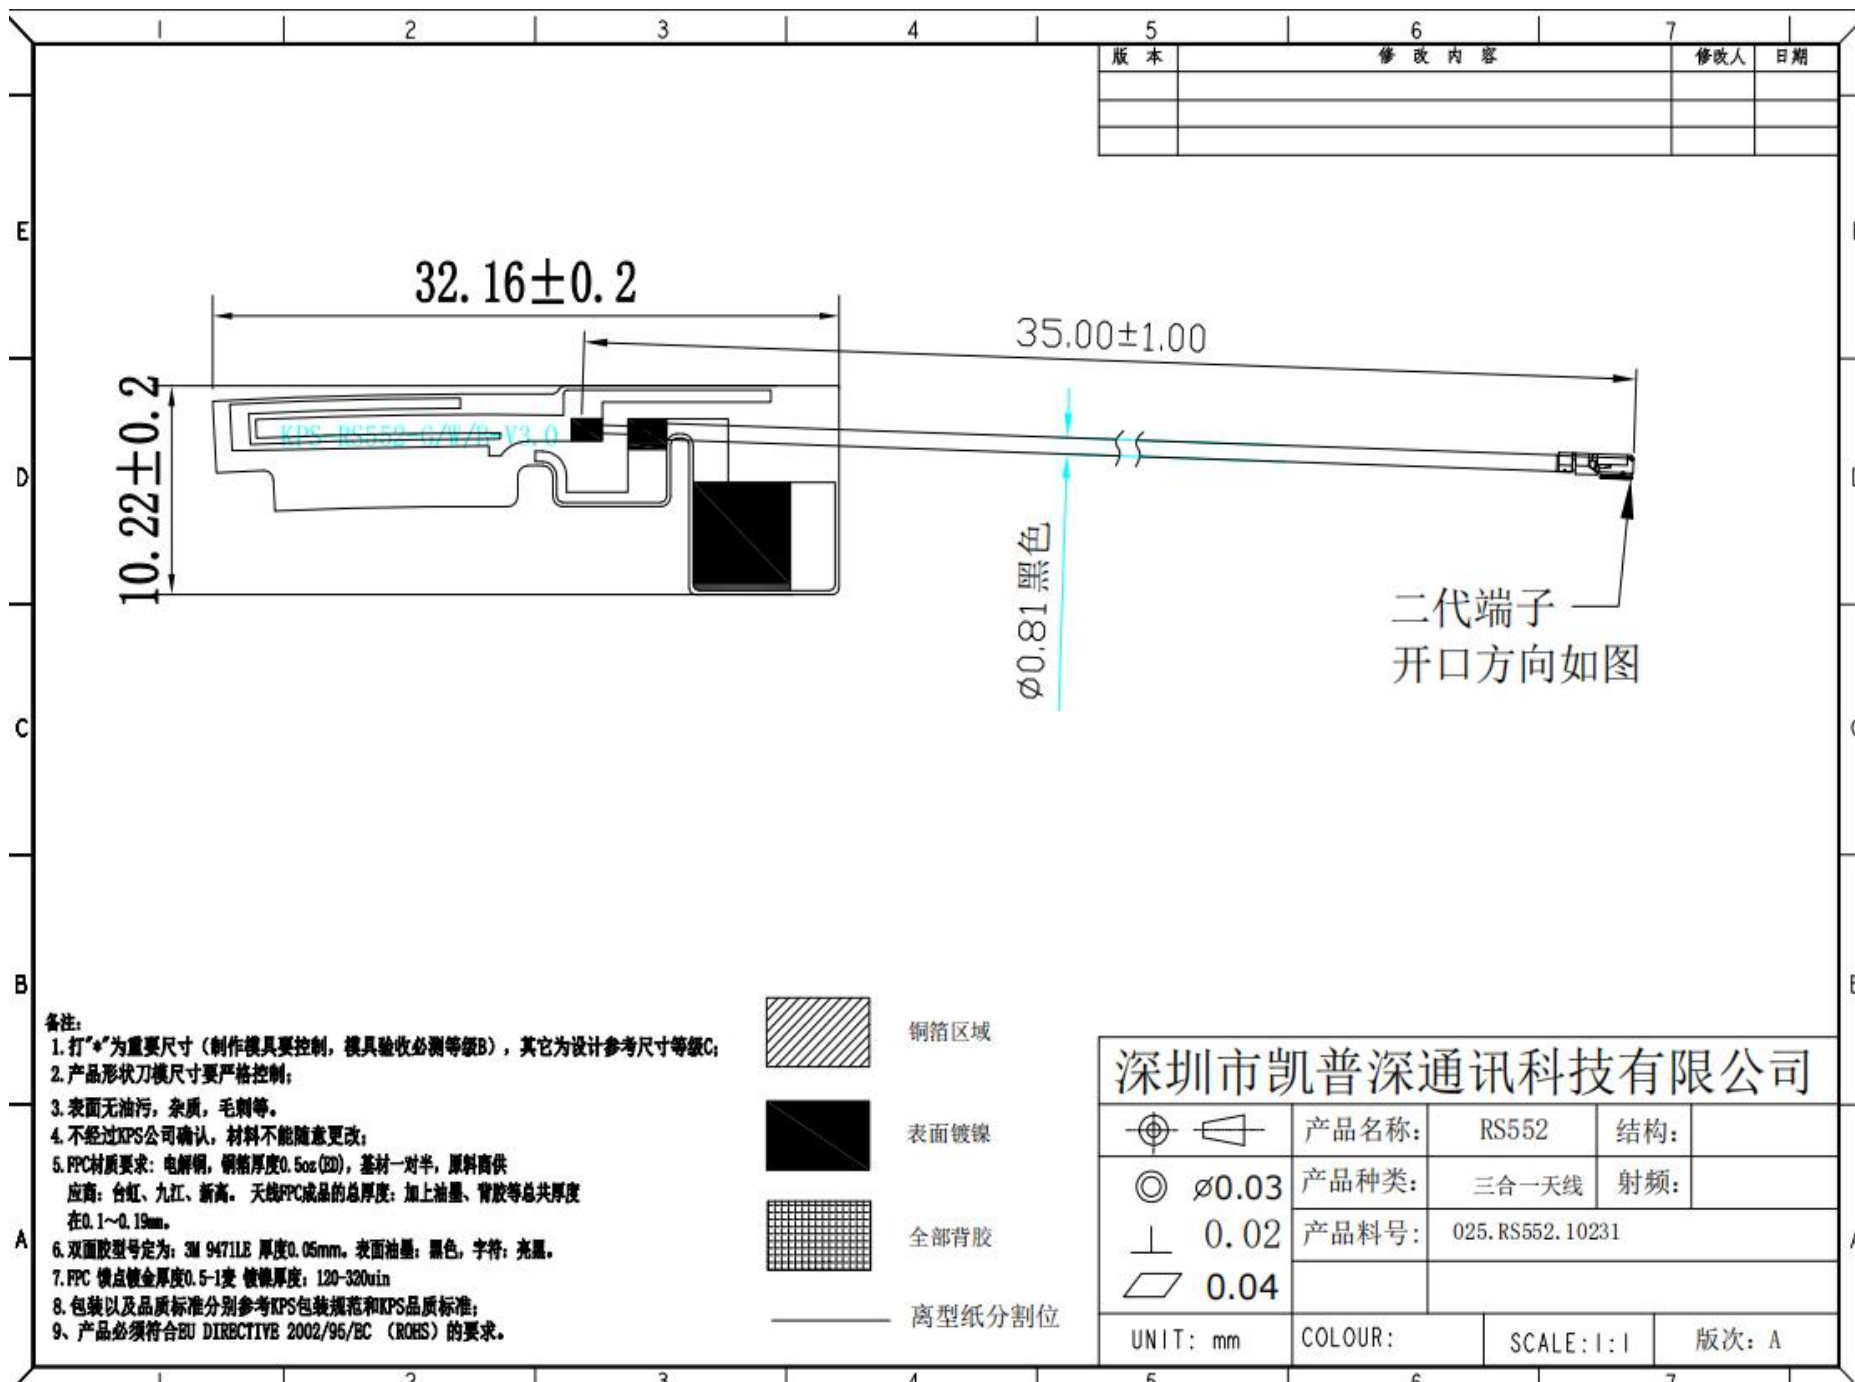 1 2 3 4 5 6 7
版 本 修 改 内 容 修改人 日期
E
32.16±0.2
35.00±1.00
10.22±0.2
KPS-RS552-G/W/B-V3.0
D
Ø0.81 黑色
二代端子
开口方向如图
C
B
备注:
1.打"*"为重要尺寸（制作模具要控制，模具验收必测等级B），其它为设计参考尺寸等级C;
2.产品形状刀模尺寸要严格控制;
3.表面无油污，杂质，毛刺等。
4.不经过KPS公司确认，材料不能随意更改;
5.FPC材质要求: 电解铜，铜箔厚度0.5oz(ED)，基材一对半，原料商供
应商: 台虹、九江、新高。 天线FPC成品的总厚度: 加上油墨、背胶等总共厚度
在0.1~0.19mm。
6.双面胶型号定为: 3M 9471LE 厚度0.05mm。表面油墨: 黑色，字符: 亮黑。
7.FPC 镀金厚度0.5-1麦 镀镍厚度: 120-320uin
8.包装以及品质标准分别参考KPS包装规范和KPS品质标准;
9、产品必须符合EU DIRECTIVE 2002/95/EC （ROHS）的要求。
铜箔区域
表面镀镍
全部背胶
离型纸分割位
A
深圳市凯普深通讯科技有限公司
产品名称: RS552 结构:
Ø0.03 产品种类: 三合一天线 射频:
0.02 产品料号: 025.RS552.10231
0.04
UNIT: mm COLOUR: SCALE:1:1 版次: A